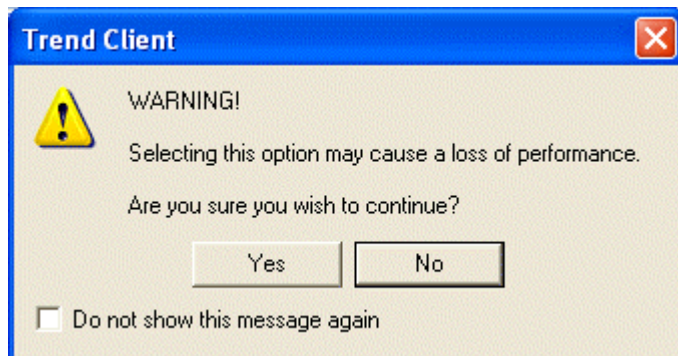 Trend Client
WARNING!
Selecting this option may cause a loss of performance.
Are you sure you wish to continue?
Yes No
Do not show this message again